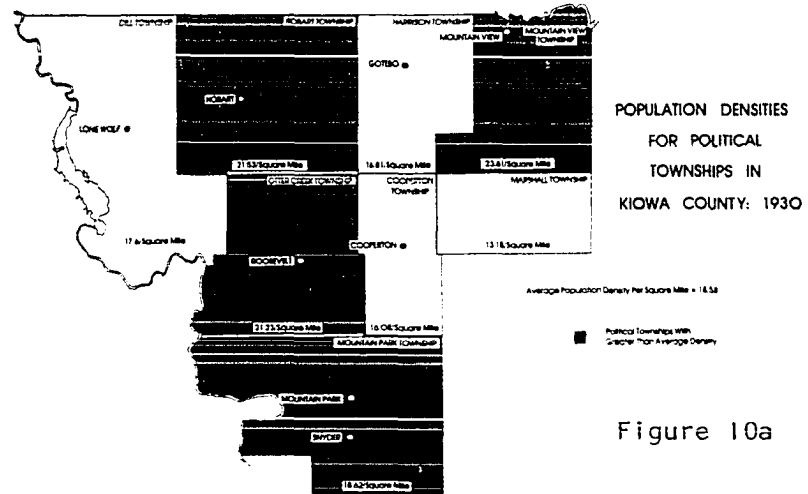 DILL TOWNSHIP
HOBART TOWNSHIP
HARRISON TOWNSHIP
MOUNTAIN VIEW
MOUNTAIN VIEW
TOWNSHIP
GOTEBO
HOBART
LONE WOLF
21.53/Square Mile
16.81/Square Mile
23.61/Square Mile
OTTER CREEK TOWNSHIP
COOPERTON
TOWNSHIP
MARSHALL TOWNSHIP
17.6/Square Mile
COOPERTON
13.18/Square Mile
ROOSEVELT
21.23/Square Mile
16.08/Square Mile
MOUNTAIN PARK TOWNSHIP
MOUNTAIN PARK
SNYDER
18.62/Square Mile
POPULATION DENSITIES
FOR POLITICAL
TOWNSHIPS IN
KIOWA COUNTY: 1930
Average Population Density Per Square Mile = 18.58
Political Townships With
Greater Than Average Density
Figure 10a